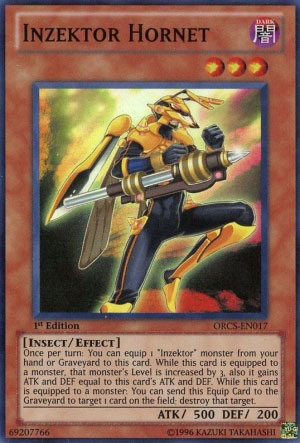 INZEKTOR HORNET
DARK
闇
1st Edition
ORCS-EN017
[INSECT/EFFECT]
Once per turn: You can equip 1 "Inzektor" monster from your
hand or Graveyard to this card. While this card is equipped to
a monster, that monster's Level is increased by 3, also it gains
ATK and DEF equal to this card's ATK and DEF. While this card
is equipped to a monster: You can send this Equip Card to the
Graveyard to target 1 card on the field; destroy that target.
ATK/ 500 DEF/ 200
69207766
©1996 KAZUKI TAKAHASHI